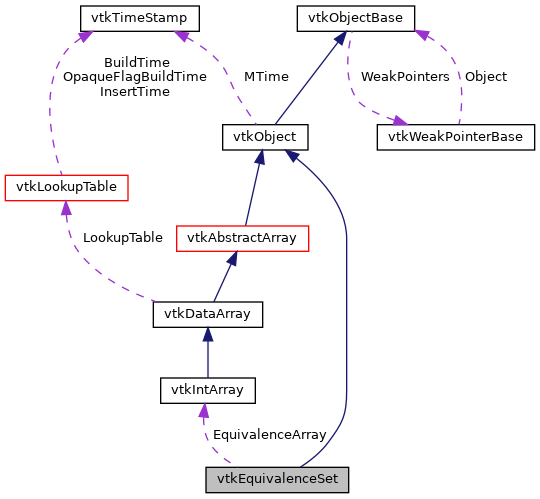 vtkTimeStamp
vtkObjectBase
BuildTime
OpaqueFlagBuildTime
InsertTime
MTime
WeakPointers
Object
vtkObject
vtkWeakPointerBase
vtkLookupTable
LookupTable
vtkAbstractArray
vtkDataArray
vtkIntArray
EquivalenceArray
vtkEquivalenceSet